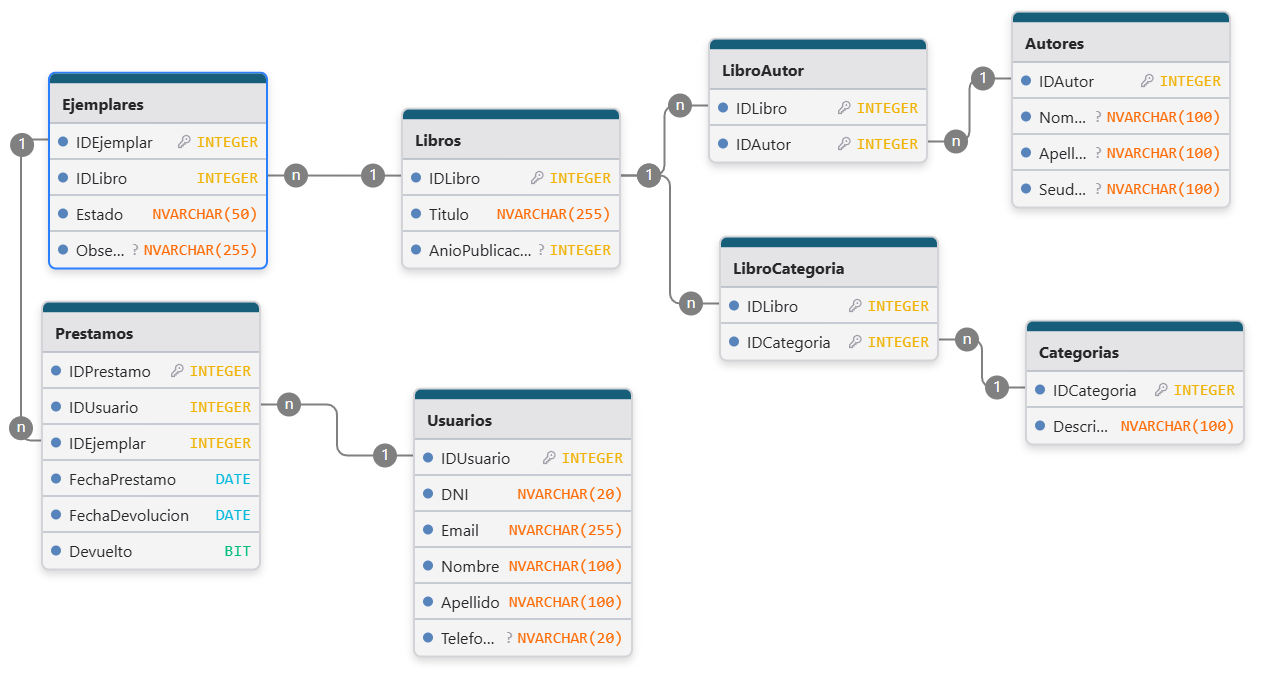 Ejemplares
IDEjemplar INTEGER
IDLibro INTEGER
Estado NVARCHAR(50)
Obse... ? NVARCHAR(255)
1
n
n
1
Libros
IDLibro INTEGER
Titulo NVARCHAR(255)
AnioPublicac... ? INTEGER
1
n
n
LibroAutor
IDLibro INTEGER
IDAutor INTEGER
n
1
Autores
IDAutor INTEGER
Nom... ? NVARCHAR(100)
Apell... ? NVARCHAR(100)
Seud... ? NVARCHAR(100)
LibroCategoria
IDLibro INTEGER
IDCategoria INTEGER
n
1
Categorias
IDCategoria INTEGER
Descri... NVARCHAR(100)
Prestamos
IDPrestamo INTEGER
IDUsuario INTEGER
IDEjemplar INTEGER
FechaPrestamo DATE
FechaDevolucion DATE
Devuelto BIT
n
1
Usuarios
IDUsuario INTEGER
DNI NVARCHAR(20)
Email NVARCHAR(255)
Nombre NVARCHAR(100)
Apellido NVARCHAR(100)
Telefo... ? NVARCHAR(20)